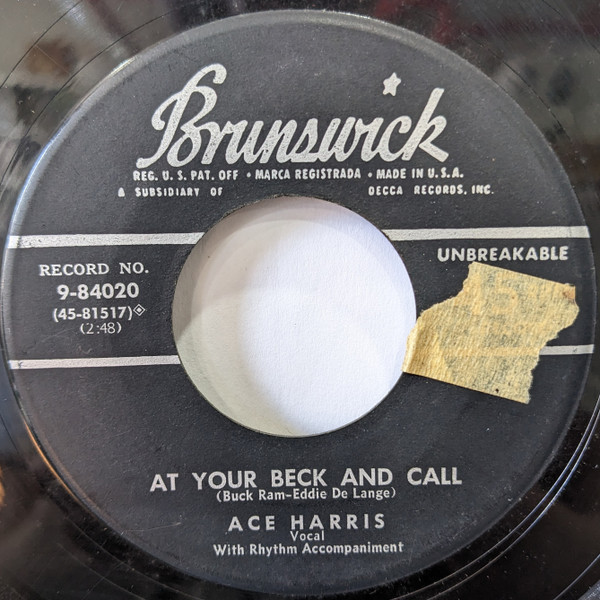 Brunswick
REG. U. S. PAT. OFF • MARCA REGISTRADA • MADE IN U.S.A.
A SUBSIDIARY OF DECCA RECORDS, INC.
UNBREAKABLE
RECORD NO.
9-84020
(45-81517)
(2:48)
AT YOUR BECK AND CALL
(Buck Ram-Eddie De Lange)
ACE HARRIS
Vocal
With Rhythm Accompaniment